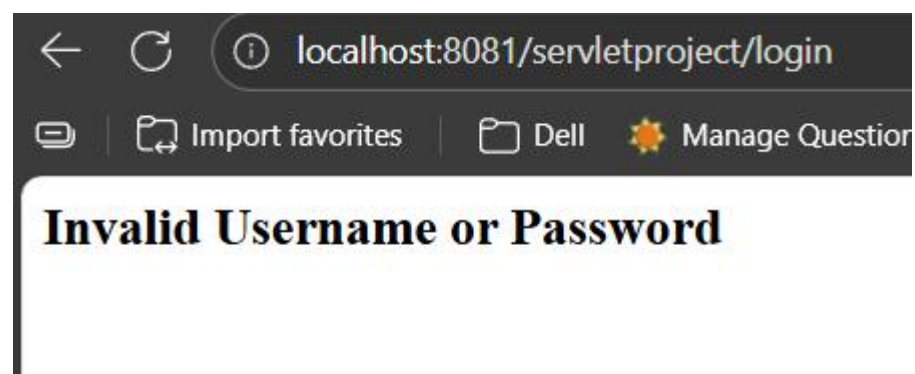 localhost:8081/servletproject/login
Import favorites Dell Manage Question
Invalid Username or Password